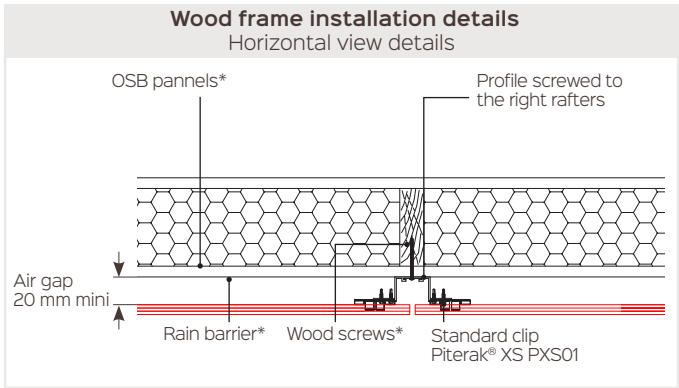 Wood frame installation details
Horizontal view details
OSB pannels*
Profile screwed to
the right rafters
Air gap
20 mm mini
Rain barrier*
Wood screws*
Standard clip
Piterak® XS PXS01